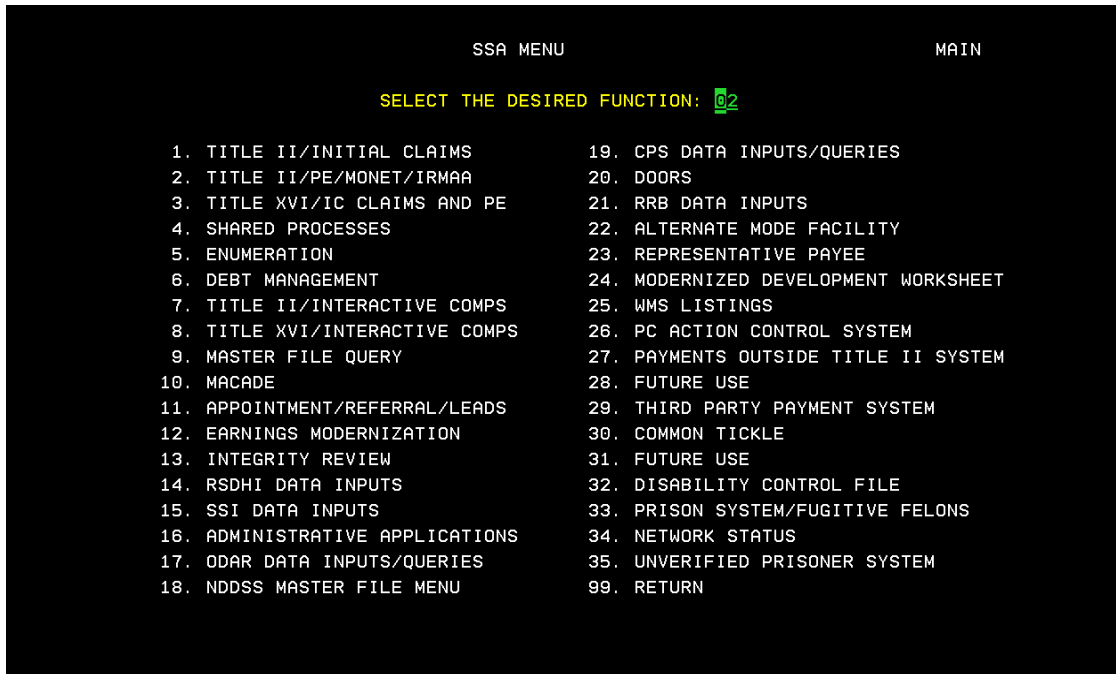 SSA MENU MAIN
SELECT THE DESIRED FUNCTION: 02
1. TITLE II/INITIAL CLAIMS 19. CPS DATA INPUTS/QUERIES
2. TITLE II/PE/MONET/IRMAA 20. DOORS
3. TITLE XVI/IC CLAIMS AND PE 21. RRB DATA INPUTS
4. SHARED PROCESSES 22. ALTERNATE MODE FACILITY
5. ENUMERATION 23. REPRESENTATIVE PAYEE
6. DEBT MANAGEMENT 24. MODERNIZED DEVELOPMENT WORKSHEET
7. TITLE II/INTERACTIVE COMPS 25. WMS LISTINGS
8. TITLE XVI/INTERACTIVE COMPS 26. PC ACTION CONTROL SYSTEM
9. MASTER FILE QUERY 27. PAYMENTS OUTSIDE TITLE II SYSTEM
10. MACADE 28. FUTURE USE
11. APPOINTMENT/REFERRAL/LEADS 29. THIRD PARTY PAYMENT SYSTEM
12. EARNINGS MODERNIZATION 30. COMMON TICKLE
13. INTEGRITY REVIEW 31. FUTURE USE
14. RSDHI DATA INPUTS 32. DISABILITY CONTROL FILE
15. SSI DATA INPUTS 33. PRISON SYSTEM/FUGITIVE FELONS
16. ADMINISTRATIVE APPLICATIONS 34. NETWORK STATUS
17. ODAR DATA INPUTS/QUERIES 35. UNVERIFIED PRISONER SYSTEM
18. NDDSS MASTER FILE MENU 99. RETURN